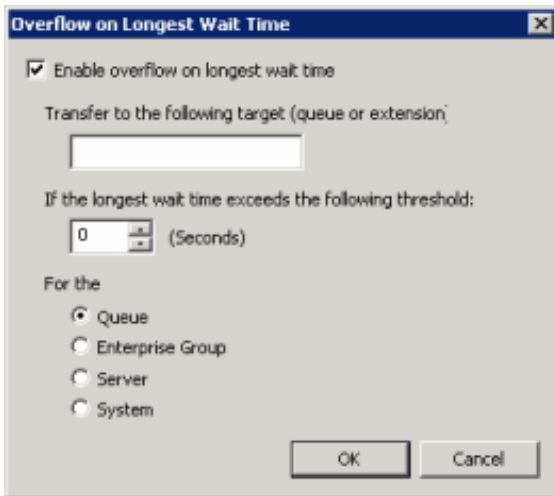 Overflow on Longest Wait Time
Enable overflow on longest wait time
Transfer to the following target (queue or extension)
If the longest wait time exceeds the following threshold:
0 (Seconds)
For the
Queue
Enterprise Group
Server
System
OK Cancel